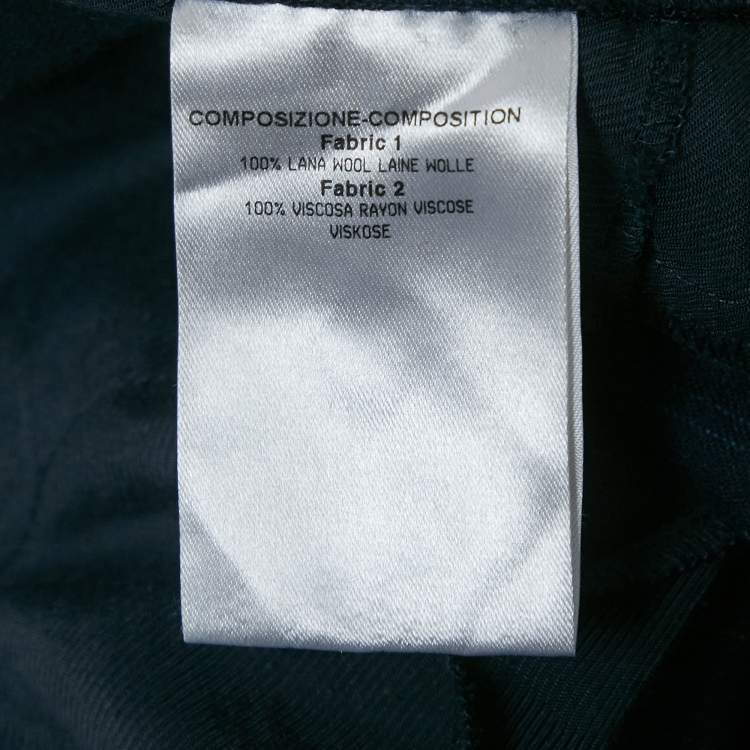 COMPOSIZIONE-COMPOSITION
Fabric 1
100% LANA WOOL LAINE WOLLE
Fabric 2
100% VISCOSA RAYON VISCOSE
VISKOSE